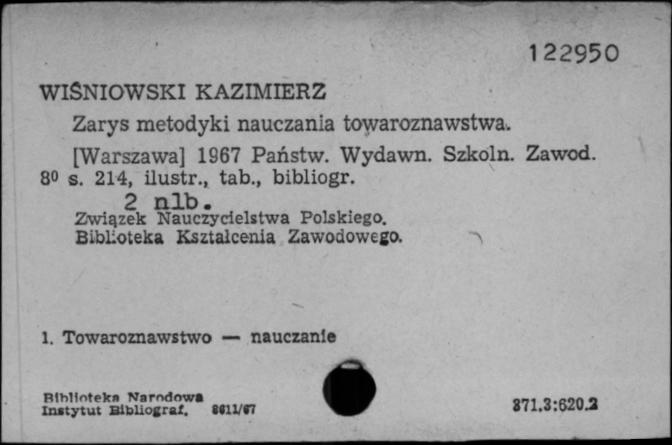 122950
WIŚNIOWSKI KAZIMIERZ
Zarys metodyki nauczania towaroznawstwa.
[Warszawa] 1967 Państw. Wydawn. Szkoln. Zawod.
8⁰ s. 214, ilustr., tab., bibliogr.
2 nlb.
Związek Nauczycielstwa Polskiego.
Biblioteka Kształcenia Zawodowego.
1. Towaroznawstwo — nauczanie
Biblioteka Narodowa
Instytut Bibliograf. 8611/67
371.3:620.2